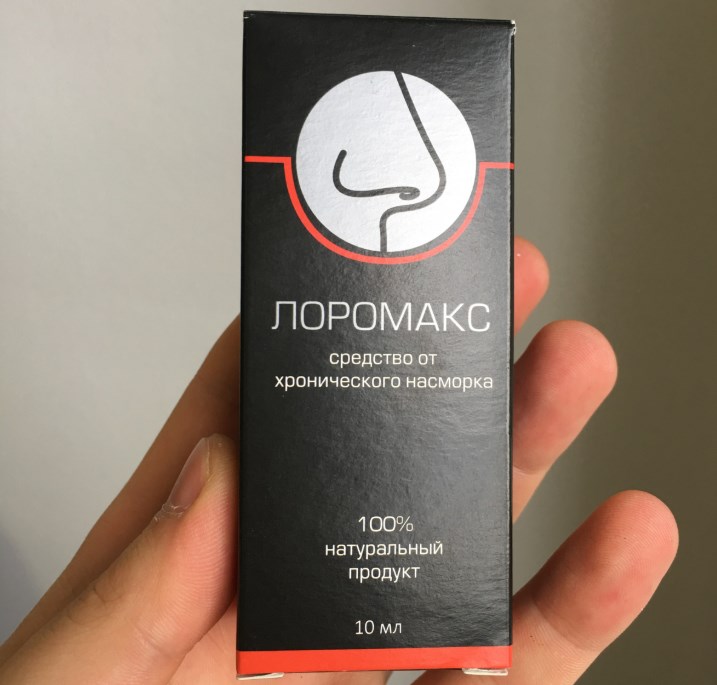 ЛОРОМАКС
средство от
хронического насморка
100%
натуральный
продукт
10 мл